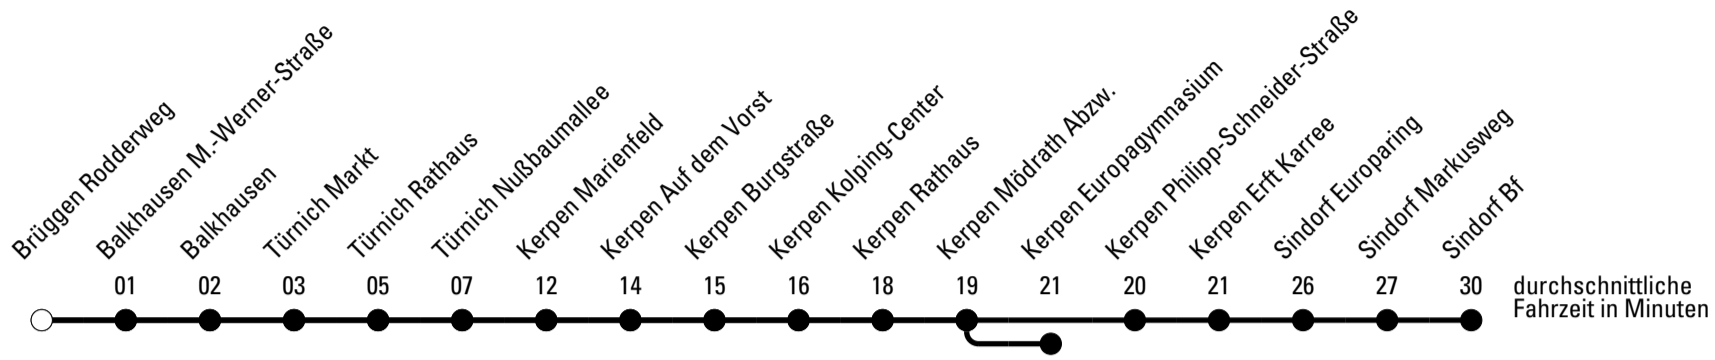 Brüggen Rodderweg
Balkhausen M.-Werner-Straße
Balkhausen
Türnich Markt
Türnich Rathaus
Türnich Nußbaumallee
Kerpen Marienfeld
Kerpen Auf dem Vorst
Kerpen Burgstraße
Kerpen Kolping-Center
Kerpen Rathaus
Kerpen Mödrath Abzw.
Kerpen Europagymnasium
Kerpen Philipp-Schneider-Straße
Kerpen Erft Karree
Sindorf Europaring
Sindorf Markusweg
Sindorf Bf
01 02 03 05 07 12 14 15 16 18 19 21 20 21 26 27 30
durchschnittliche
Fahrzeit in Minuten